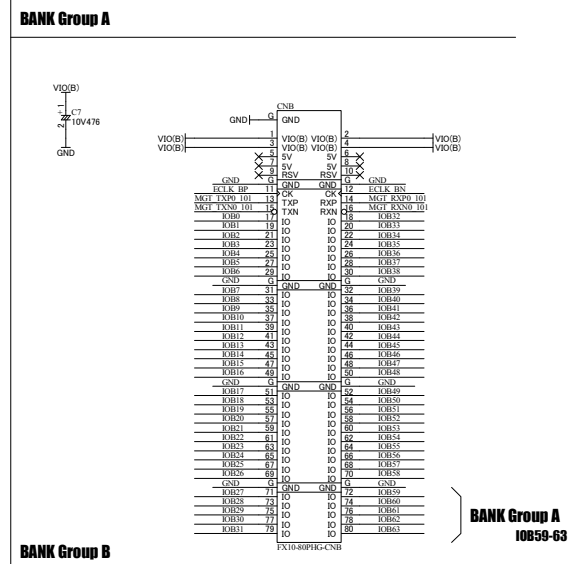 BANK Group A
VIO(B)
+ 1
C7
2 10V476
GND
CNB
GND G GND
VIO(B) 1 VIO(B) VIO(B) 2 VIO(B)
VIO(B) 3 VIO(B) VIO(B) 4 VIO(B)
5 5V 5V 6
7 5V 5V 8
9 RSV RSV 10
GND G GND GND G GND
ECLK_BP 11 CK CK 12 ECLK_BN
MGT_TXP0_101 13 TXP RXP 14 MGT_RXP0_101
MGT_TXN0_101 15 TXN RXN 16 MGT_RXN0_101
IOB0 17 IO IO 18 IOB32
IOB1 19 IO IO 20 IOB33
IOB2 21 IO IO 22 IOB34
IOB3 23 IO IO 24 IOB35
IOB4 25 IO IO 26 IOB36
IOB5 27 IO IO 28 IOB37
IOB6 29 IO IO 30 IOB38
GND G GND GND G GND
IOB7 31 IO IO 32 IOB39
IOB8 33 IO IO 34 IOB40
IOB9 35 IO IO 36 IOB41
IOB10 37 IO IO 38 IOB42
IOB11 39 IO IO 40 IOB43
IOB12 41 IO IO 42 IOB44
IOB13 43 IO IO 44 IOB45
IOB14 45 IO IO 46 IOB46
IOB15 47 IO IO 48 IOB47
IOB16 49 IO IO 50 IOB48
GND G GND GND G GND
IOB17 51 IO IO 52 IOB49
IOB18 53 IO IO 54 IOB50
IOB19 55 IO IO 56 IOB51
IOB20 57 IO IO 58 IOB52
IOB21 59 IO IO 60 IOB53
IOB22 61 IO IO 62 IOB54
IOB23 63 IO IO 64 IOB55
IOB24 65 IO IO 66 IOB56
IOB25 67 IO IO 68 IOB57
IOB26 69 IO IO 70 IOB58
GND G GND GND G GND
IOB27 71 IO IO 72 IOB59
IOB28 73 IO IO 74 IOB60
IOB29 75 IO IO 76 IOB61
IOB30 77 IO IO 78 IOB62
IOB31 79 IO IO 80 IOB63
FX10-80PHG-CNB
BANK Group A
IOB59-63
BANK Group B